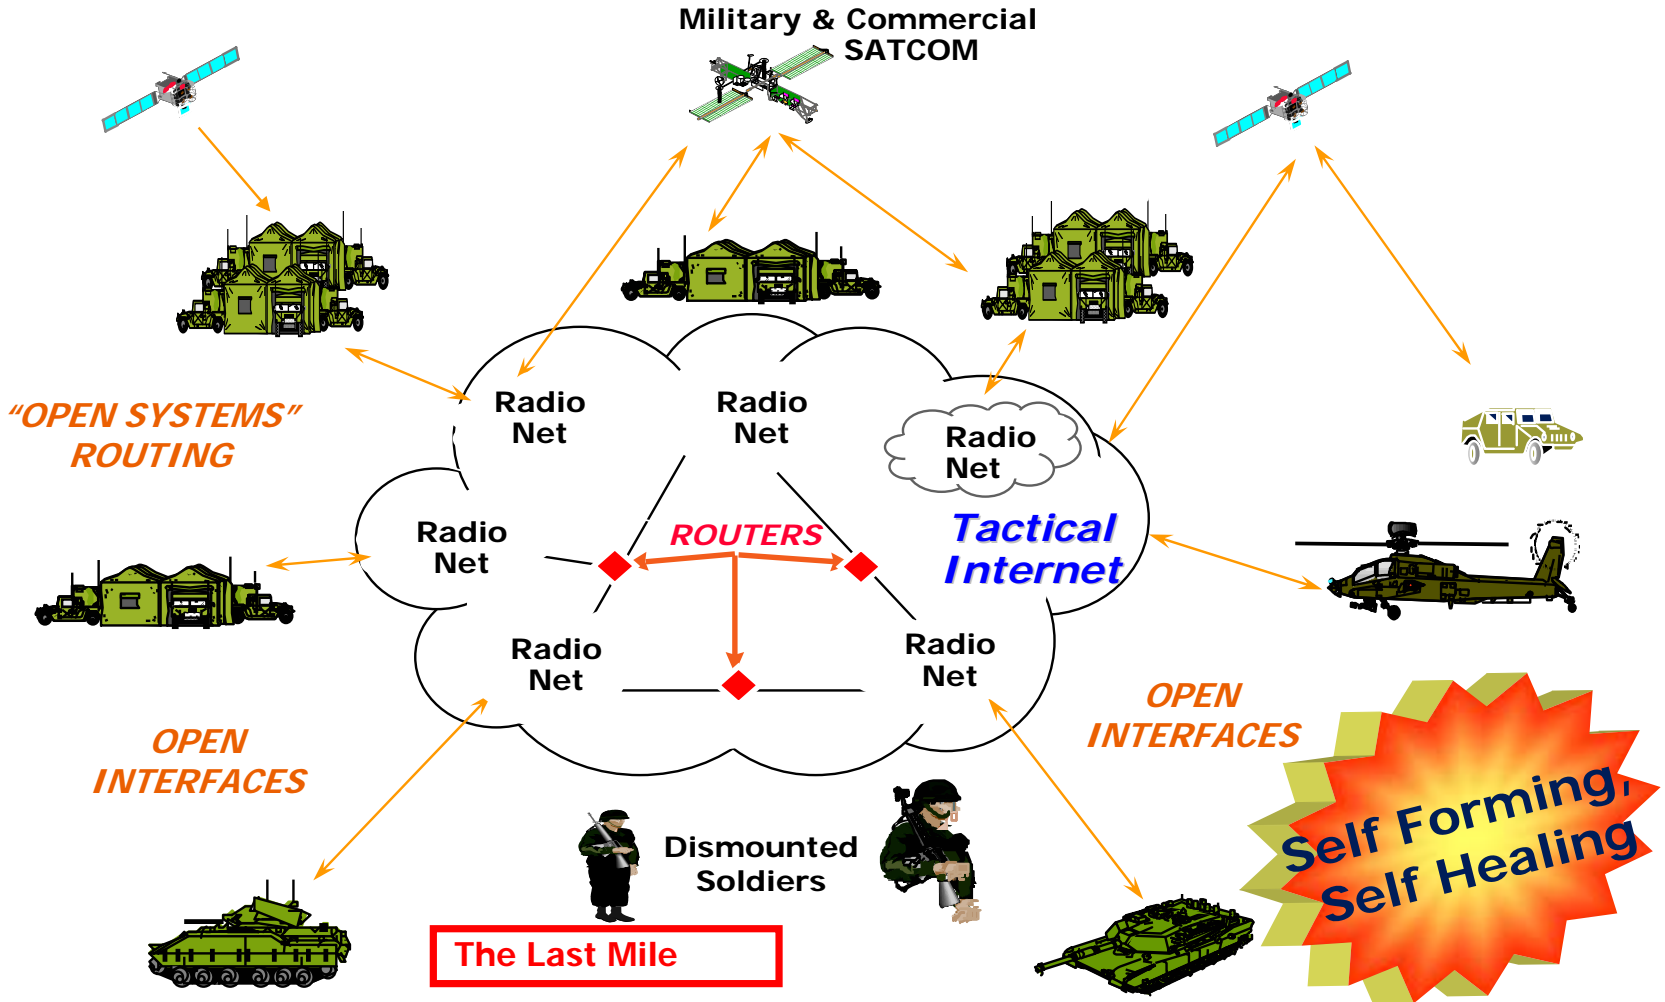 Military & Commercial
SATCOM
“OPEN SYSTEMS”
ROUTING
Radio
Net
Radio
Net
Radio
Net
Radio
Net
ROUTERS
Tactical
Internet
Radio
Net
Radio
Net
OPEN
INTERFACES
OPEN
INTERFACES
Self Forming,
Self Healing
Dismounted
Soldiers
The Last Mile